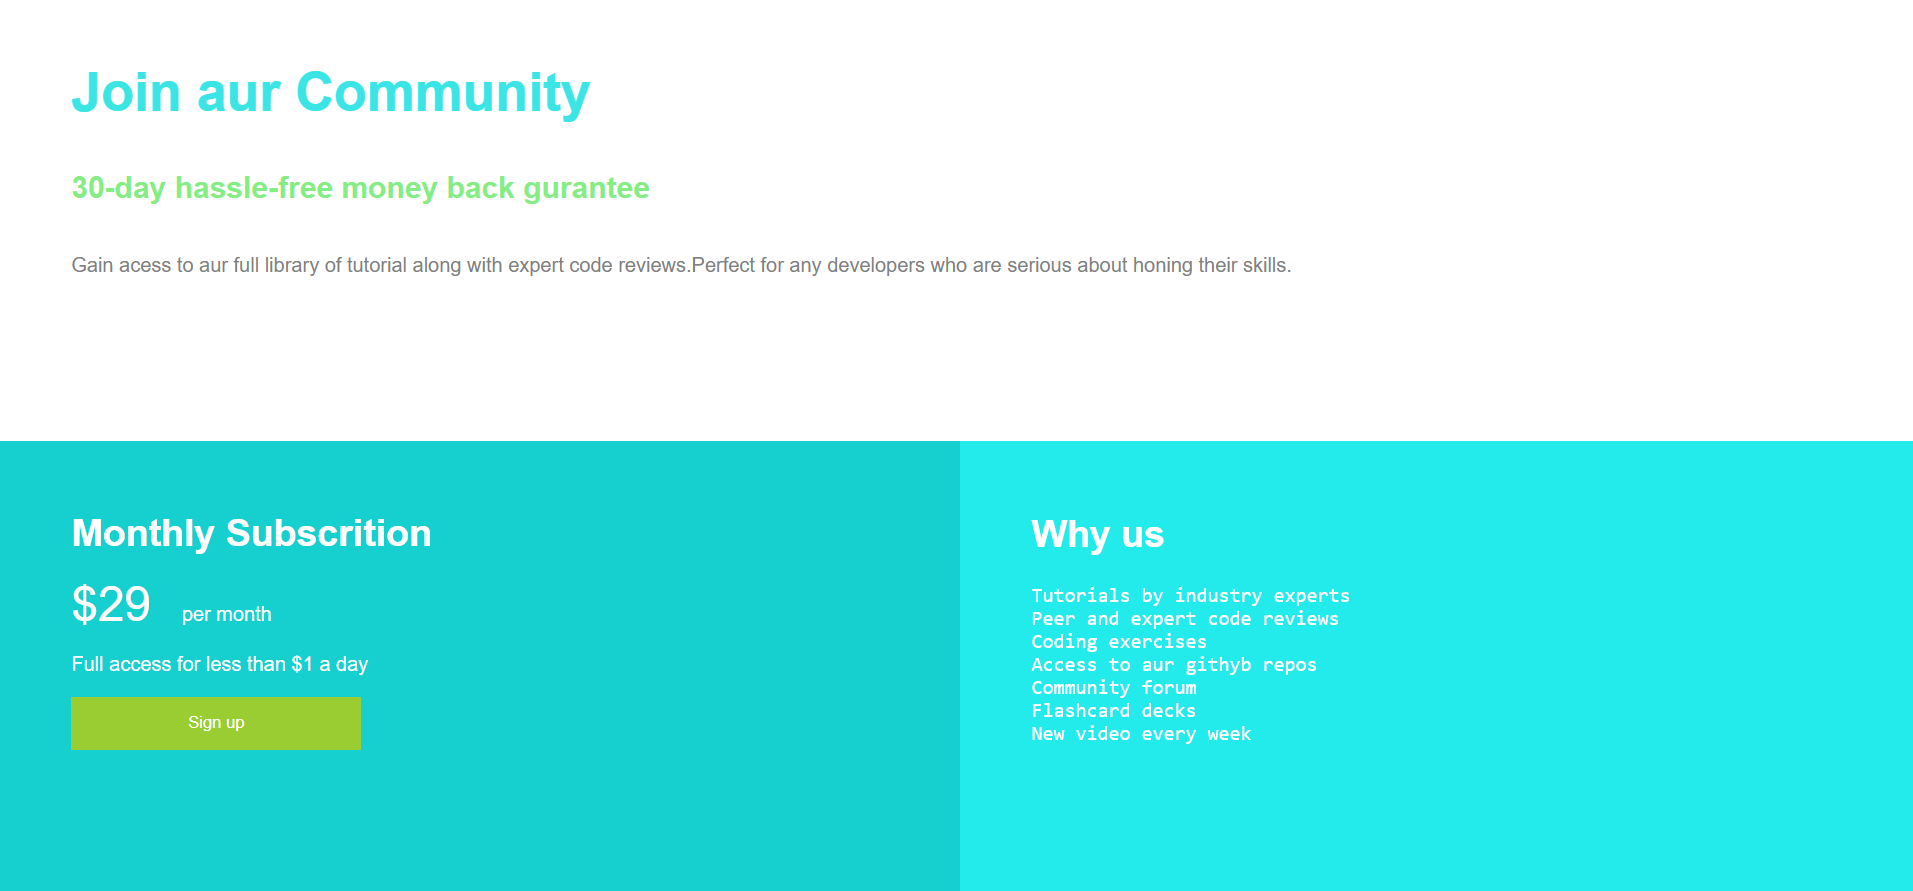 Join aur Community
30-day hassle-free money back gurantee
Gain acess to aur full library of tutorial along with expert code reviews.Perfect for any developers who are serious about honing their skills.
Monthly Subscrition
$29 per month
Full access for less than $1 a day
Sign up
Why us
Tutorials by industry experts
Peer and expert code reviews
Coding exercises
Access to aur githyb repos
Community forum
Flashcard decks
New video every week